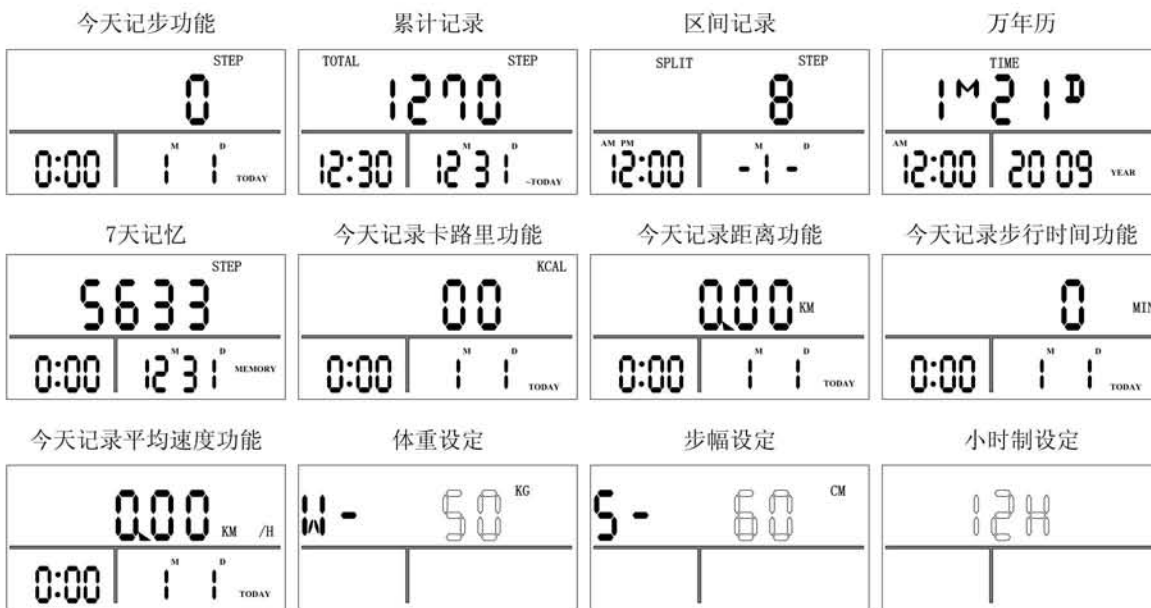 今天记步功能
STEP
0
0:00
M D
1 1
TODAY
累计记录
TOTAL STEP
1270
12:30
M D
12 31
~TODAY
区间记录
SPLIT STEP
8
AM PM
12:00
M D
-1-
万年历
TIME
1M21D
AM
12:00
2009
YEAR
7天记忆
STEP
5633
0:00
M D
12 31
MEMORY
今天记录卡路里功能
KCAL
00
0:00
M D
1 1
TODAY
今天记录距离功能
0.00 KM
0:00
M D
1 1
TODAY
今天记录步行时间功能
0 MIN
0:00
M D
1 1
TODAY
今天记录平均速度功能
0.00 KM /H
0:00
M D
1 1
TODAY
体重设定
W- 50 KG
步幅设定
S- 60 CM
小时制设定
12H